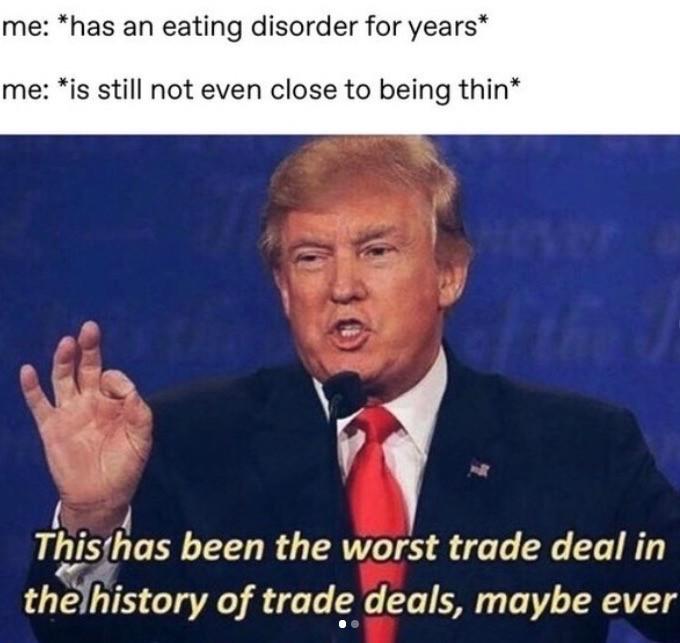 me: *has an eating disorder for years*
me: *is still not even close to being thin*
This has been the worst trade deal in
the history of trade deals, maybe ever